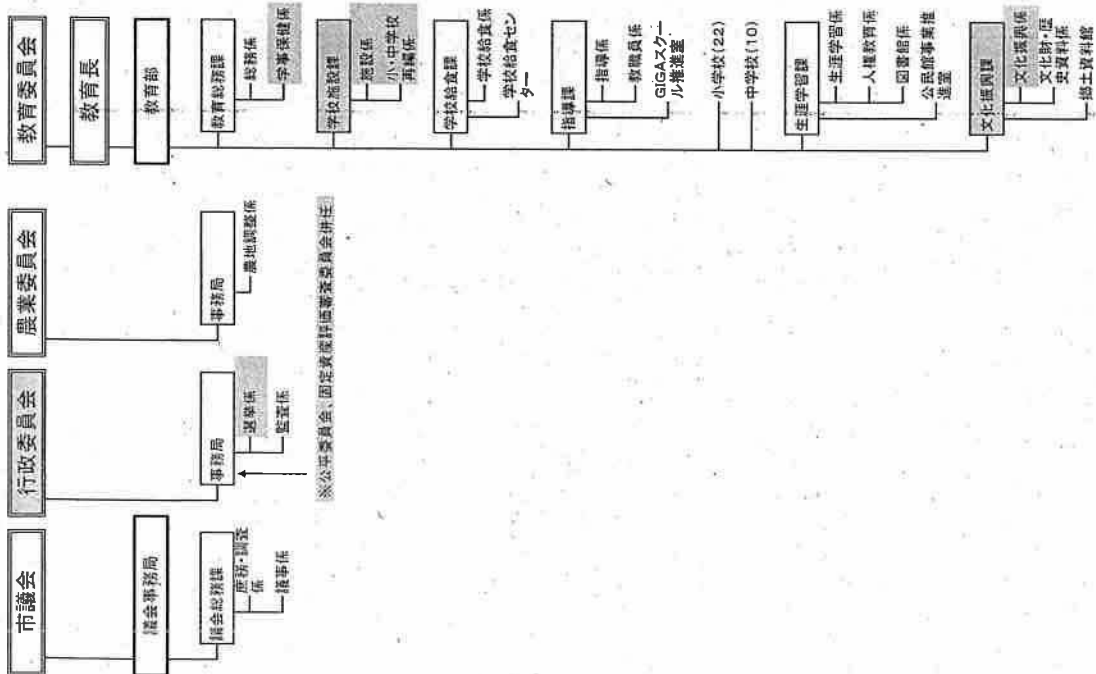 教育委員会
教育長
教育部
教育総務課
総務係
学事保健係
学校施設課
施設係
小・中学校
再編係
学校給食課
学校給食係
学校給食セン
ター
指導課
指導係
教職員係
GIGAスクー
ル推進室
小学校(22)
中学校(10)
生涯学習課
生涯学習係
人権教育係
図書館係
公民館事業推
進室
文化振興課
文化振興係
文化財・歴
史資料係
郷土資料館
農業委員会
事務局
農地調整係
行政委員会
事務局
選挙係
監査係
※公平委員会、固定資産評価審査委員会併任
市議会
議会事務局
議会総務課
庶務・調査
係
議事係